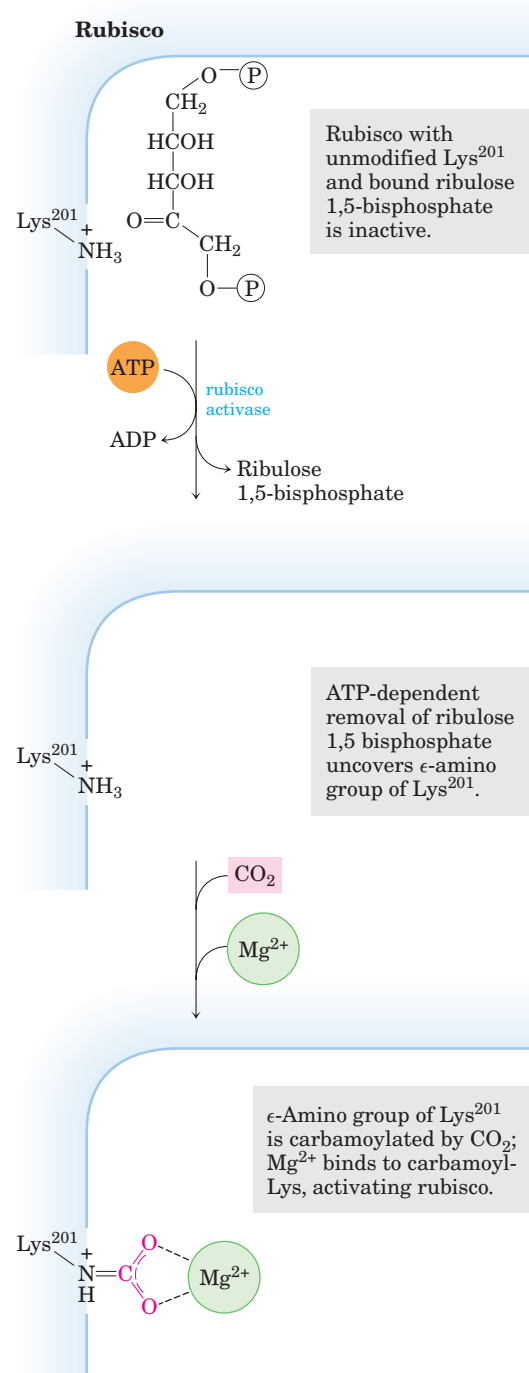 Rubisco
O—Ⓟ
CH₂
HCOH
HCOH
O=C
CH₂
O—Ⓟ
Lys²⁰¹
+
NH₃
Rubisco with
unmodified Lys²⁰¹
and bound ribulose
1,5-bisphosphate
is inactive.
ATP
rubisco
activase
ADP
Ribulose
1,5-bisphosphate
Lys²⁰¹
+
NH₃
ATP-dependent
removal of ribulose
1,5 bisphosphate
uncovers ϵ-amino
group of Lys²⁰¹.
CO₂
Mg²⁺
ϵ-Amino group of Lys²⁰¹
is carbamoylated by CO₂;
Mg²⁺ binds to carbamoyl-
Lys, activating rubisco.
Lys²⁰¹
+
O
N=C
H
O
Mg²⁺